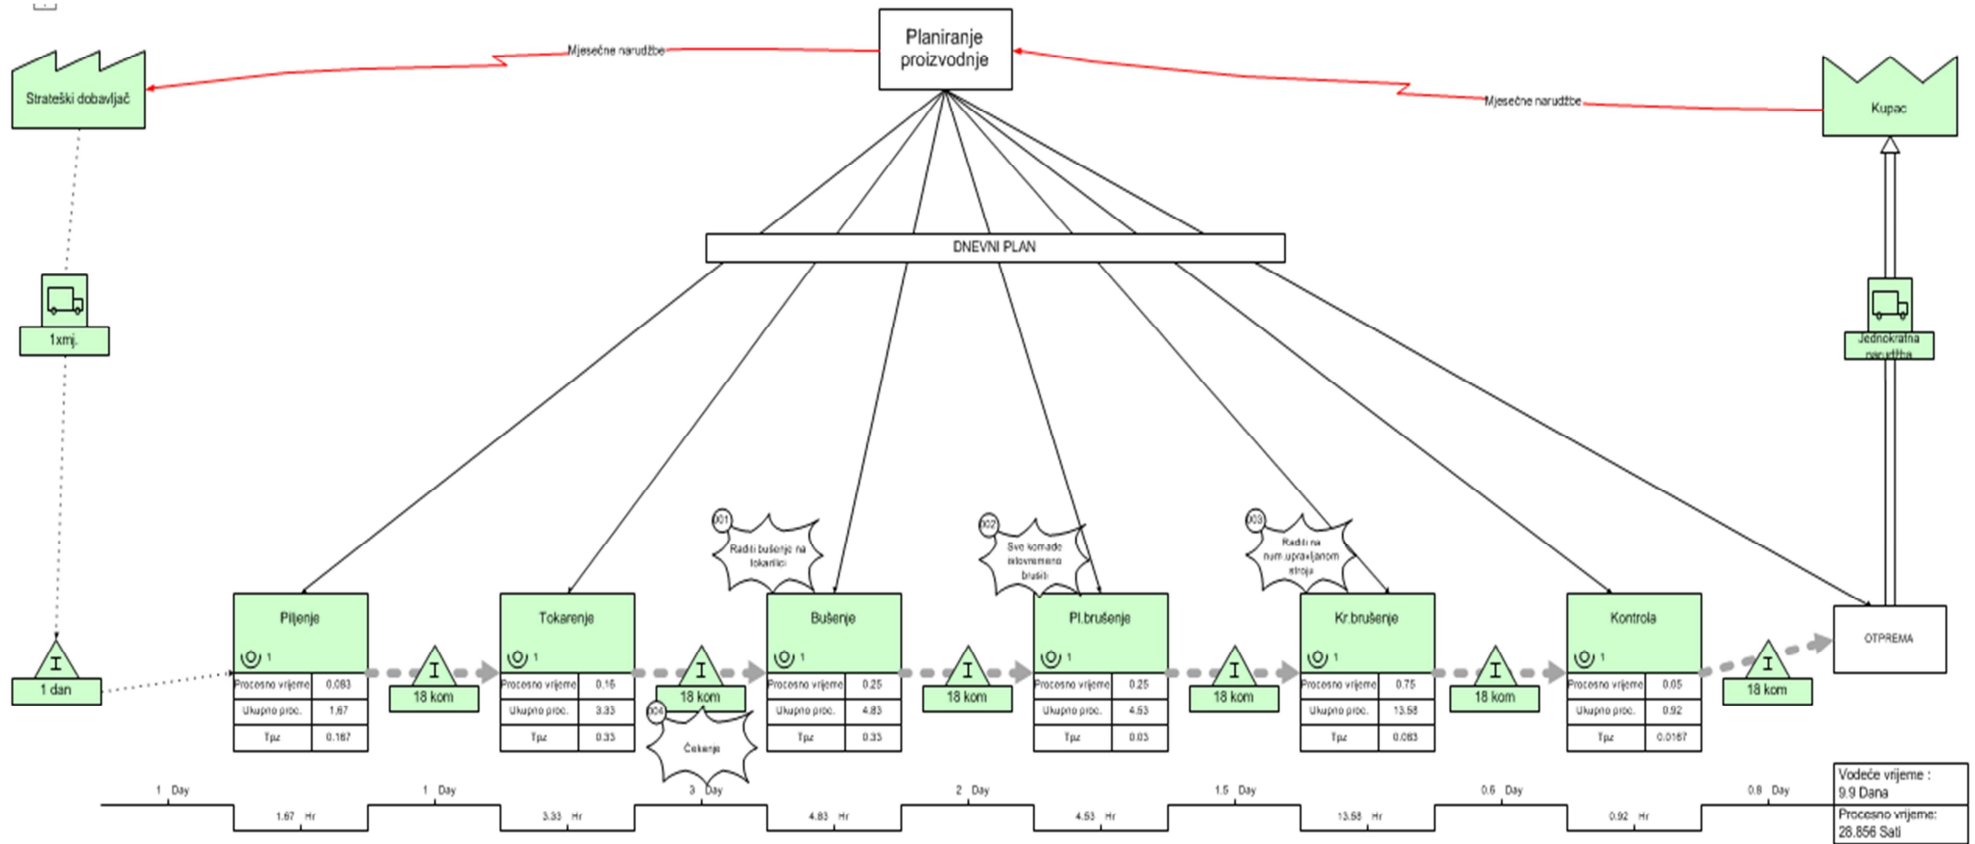 Planiranje
proizvodnje
Mjesečne narudžbe
Mjesečne narudžbe
Strateški dobavljač
Kupac
DNEVNI PLAN
1xmj.
Jednokratna
narudžba
001
Raditi bušenje na
tokarilici
002
Sve komade
istovremeno
brusiti
003
Raditi na
num.upravljanom
stroju
Piljenje
1
Procesno vrijeme 0.083
Ukupno proc. 1.67
Tpz 0.167
Tokarenje
1
Procesno vrijeme 0.16
Ukupno proc. 3.33
Tpz 0.33
Bušenje
1
Procesno vrijeme 0.25
Ukupno proc. 4.83
Tpz 0.33
Pl.brušenje
1
Procesno vrijeme 0.25
Ukupno proc. 4.53
Tpz 0.03
Kr.brušenje
1
Procesno vrijeme 0.75
Ukupno proc. 13.58
Tpz 0.083
Kontrola
1
Procesno vrijeme 0.05
Ukupno proc. 0.92
Tpz 0.0167
OTPREMA
I
1 dan
I
18 kom
I
18 kom
I
18 kom
I
18 kom
I
18 kom
I
18 kom
004
Čekanje
1 Day
1.67 Hr
1 Day
3.33 Hr
3 Day
4.83 Hr
2 Day
4.53 Hr
1.5 Day
13.58 Hr
0.6 Day
0.92 Hr
0.8 Day
Vodeće vrijeme :
9.9 Dana
Procesno vrijeme:
28.856 Sati